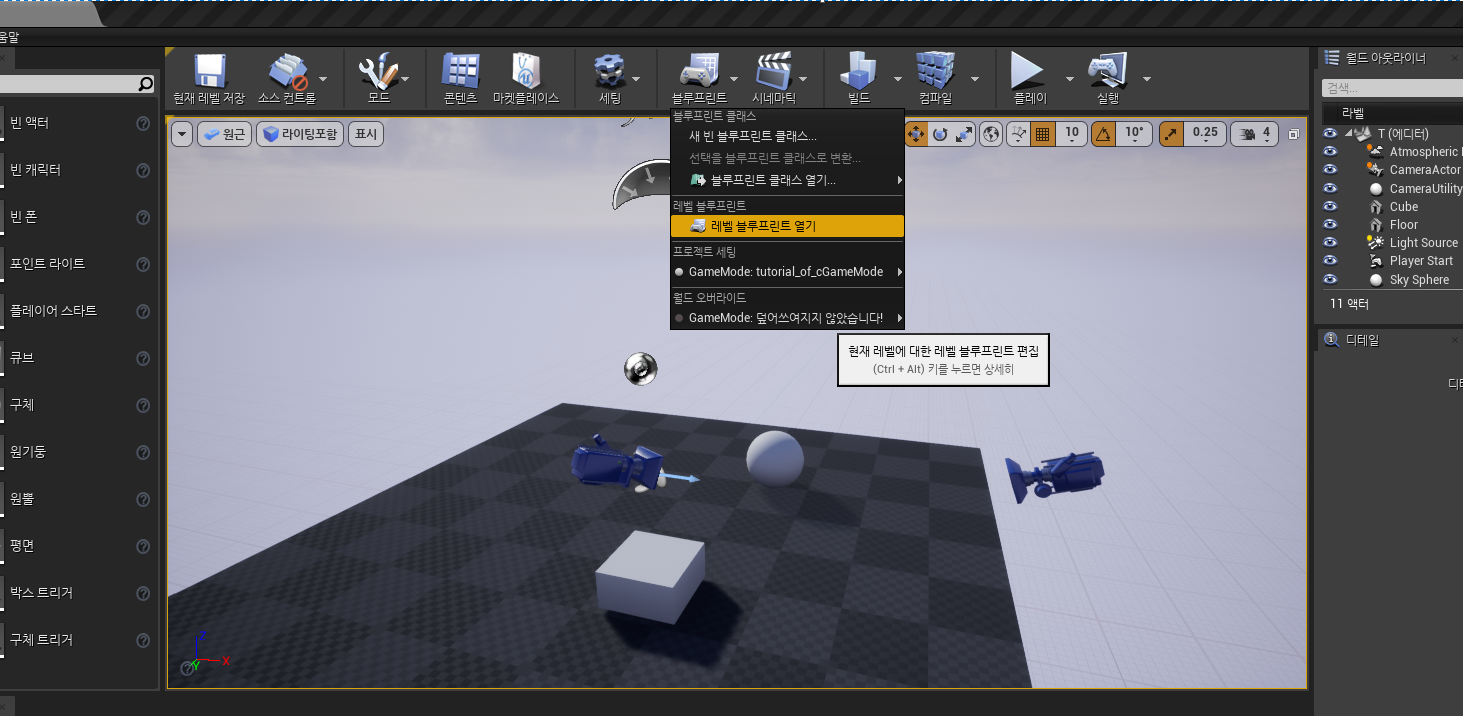 움말
현재 레벨 저장
소스 컨트롤
모드
콘텐츠
마켓플레이스
세팅
블루프린트
시네마틱
빌드
컴파일
플레이
실행
빈 액터
빈 캐릭터
빈 폰
포인트 라이트
플레이어 스타트
큐브
구체
원기둥
원뿔
평면
박스 트리거
구체 트리거
원근
라이팅포함
표시
10
10°
0.25
4
블루프린트 클래스
새 빈 블루프린트 클래스...
선택을 블루프린트 클래스로 변환...
블루프린트 클래스 열기...
레벨 블루프린트
레벨 블루프린트 열기
프로젝트 세팅
GameMode: tutorial_of_cGameMode
월드 오버라이드
GameMode: 덮어쓰여지지 않았습니다!
현재 레벨에 대한 레벨 블루프린트 편집
(Ctrl + Alt) 키를 누르면 상세히
Z
X
Y
월드 아웃라이너
검색...
라벨
T (에디터)
Atmospheric
CameraActor
CameraUtility
Cube
Floor
Light Source
Player Start
Sky Sphere
11 액터
디테일